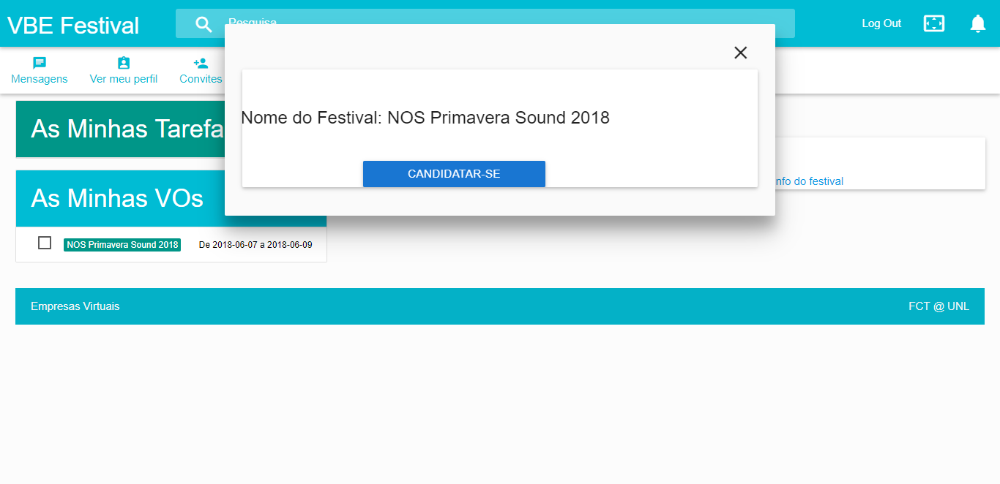 VBE Festival
Pesquisa
Log Out
Mensagens
Ver meu perfil
Convites
Nome do Festival: NOS Primavera Sound 2018
CANDIDATAR-SE
As Minhas Tarefa
nfo do festival
As Minhas VOs
NOS Primavera Sound 2018 De 2018-06-07 a 2018-06-09
Empresas Virtuais
FCT @ UNL